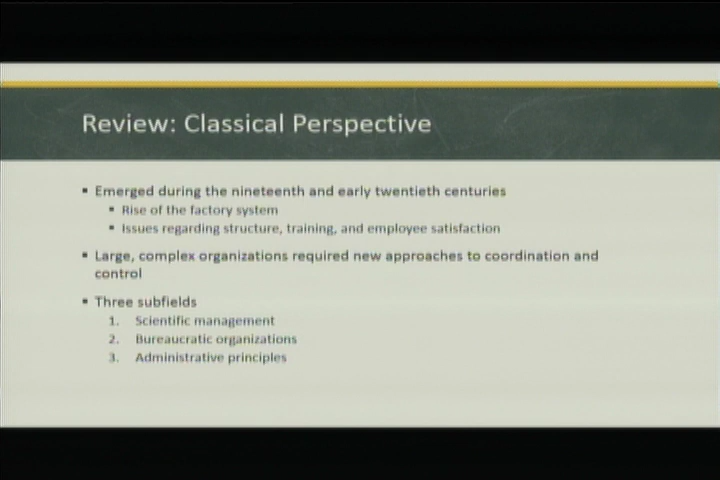 Review: Classical Perspective
▪ Emerged during the nineteenth and early twentieth centuries
▪ Rise of the factory system
▪ Issues regarding structure, training, and employee satisfaction
▪ Large, complex organizations required new approaches to coordination and
control
▪ Three subfields
1. Scientific management
2. Bureaucratic organizations
3. Administrative principles